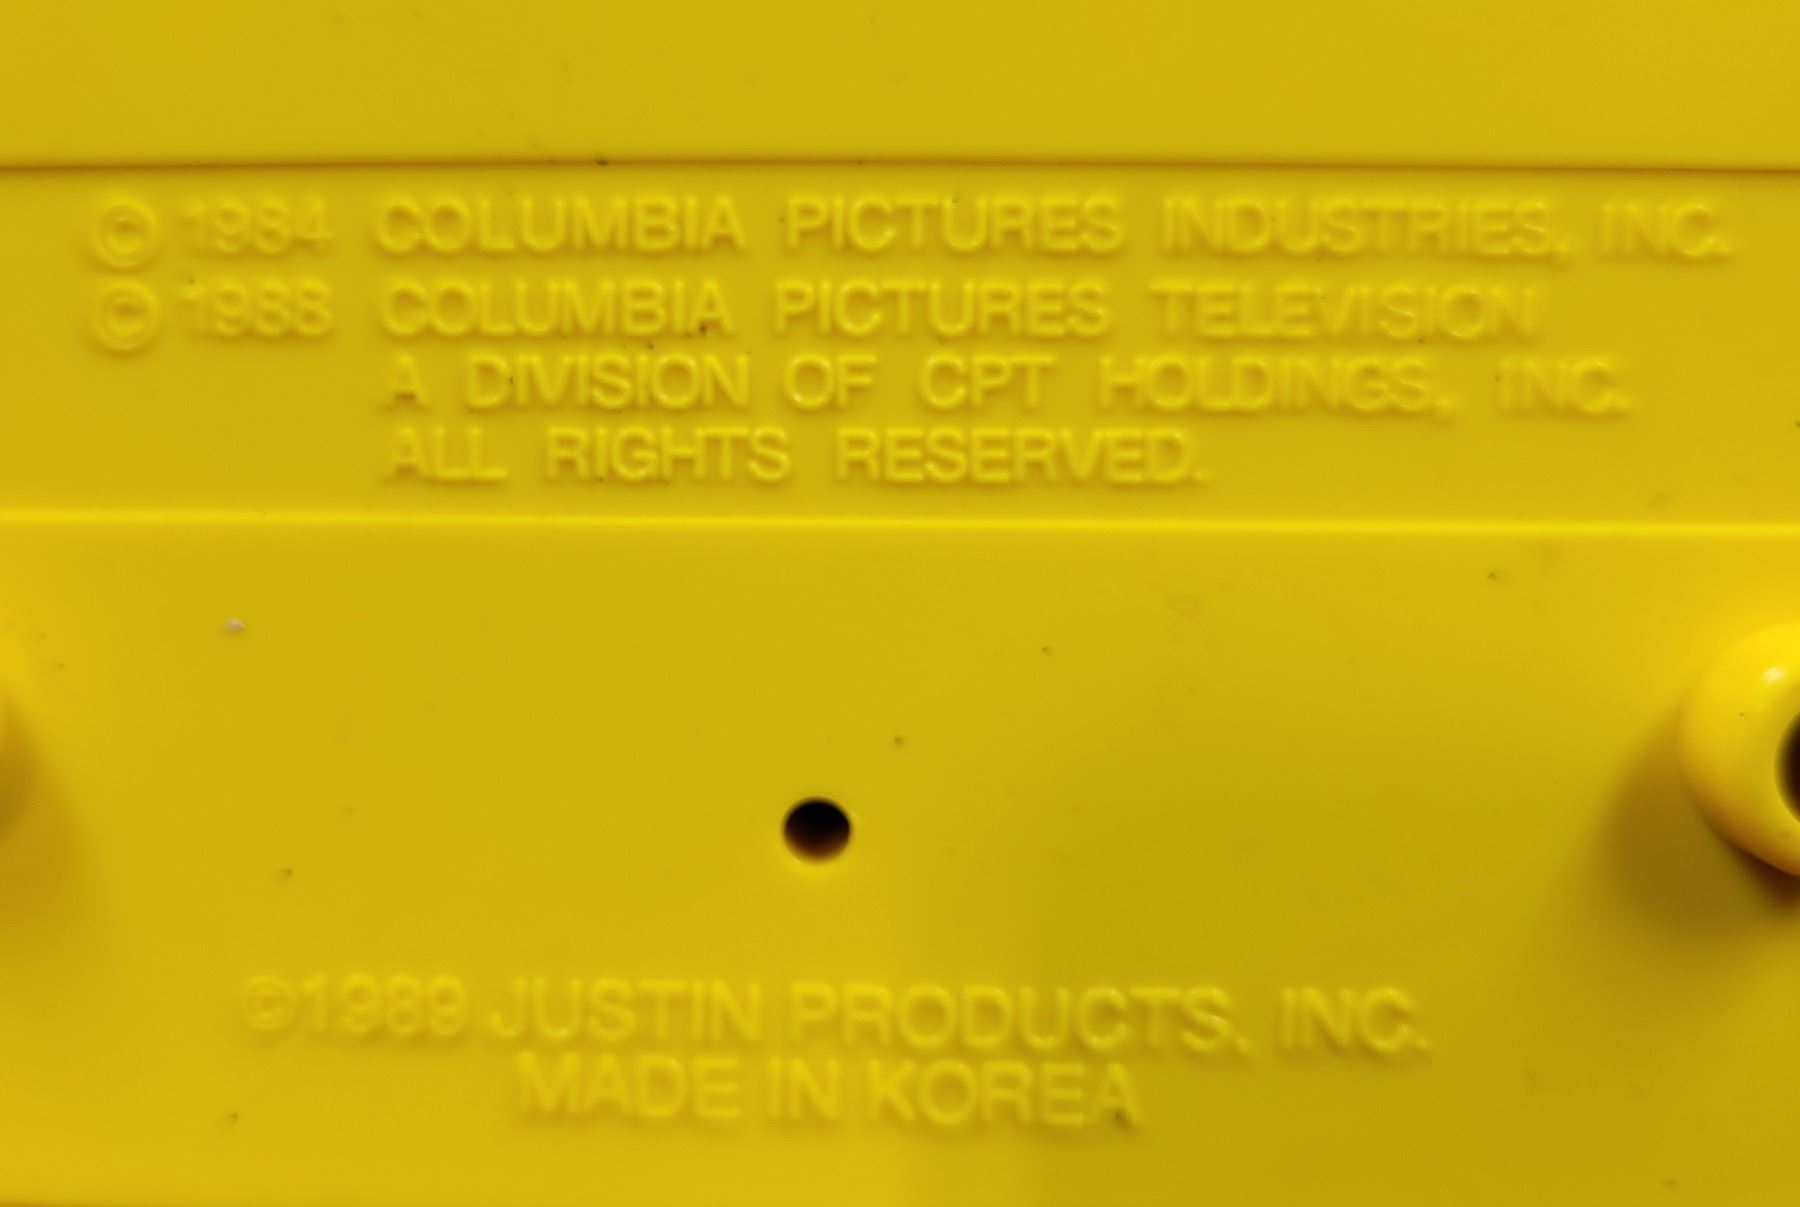 © 1984 COLUMBIA PICTURES INDUSTRIES, INC.
© 1988 COLUMBIA PICTURES TELEVISION
A DIVISION OF CPT HOLDINGS, INC.
ALL RIGHTS RESERVED.
©1989 JUSTIN PRODUCTS, INC.
MADE IN KOREA